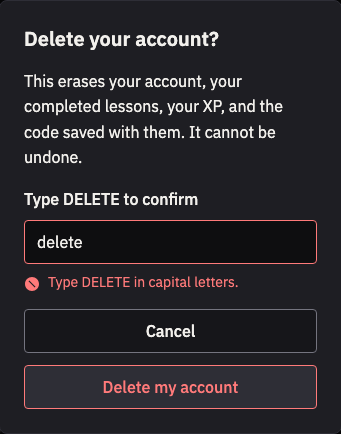 Delete your account?
This erases your account, your
completed lessons, your XP, and the
code saved with them. It cannot be
undone.
Type DELETE to confirm
delete
Type DELETE in capital letters.
Cancel
Delete my account